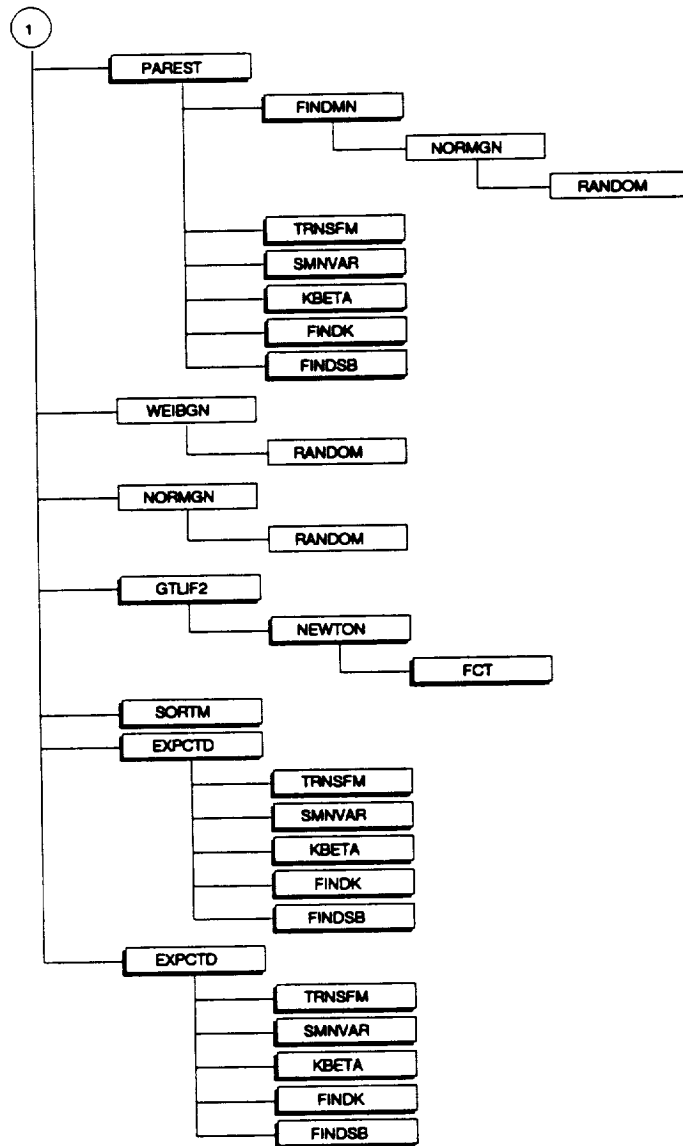 1
PAREST
FINDMN
NORMGN
RANDOM
TRNSFM
SMNVAR
KBETA
FINDK
FINDSB
WEIBGN
RANDOM
NORMGN
RANDOM
GTLIF2
NEWTON
FCT
SORTM
EXPCTD
TRNSFM
SMNVAR
KBETA
FINDK
FINDSB
EXPCTD
TRNSFM
SMNVAR
KBETA
FINDK
FINDSB